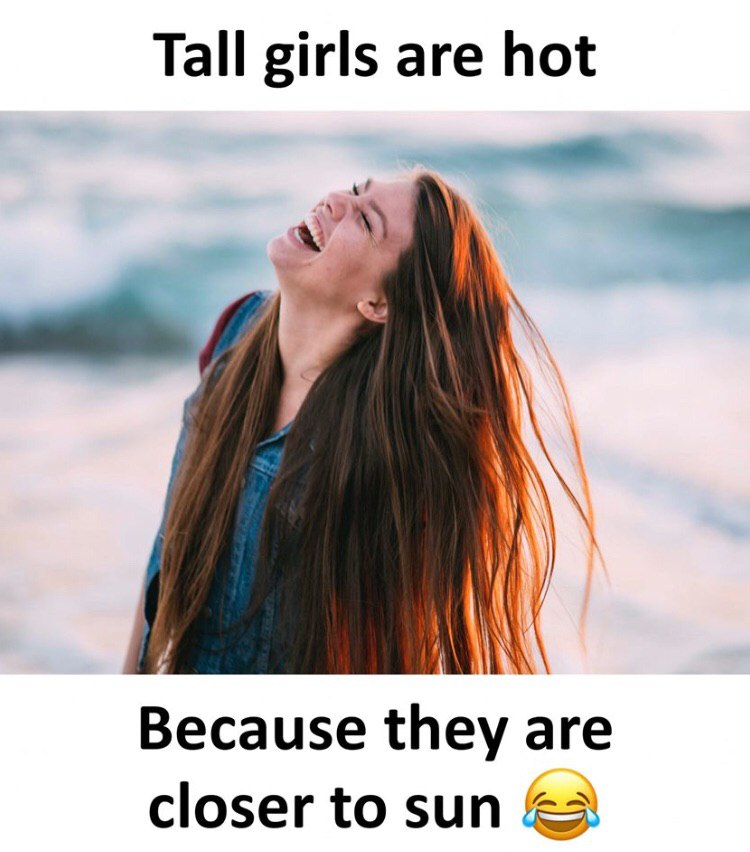 Tall girls are hot
Because they are
closer to sun 😂